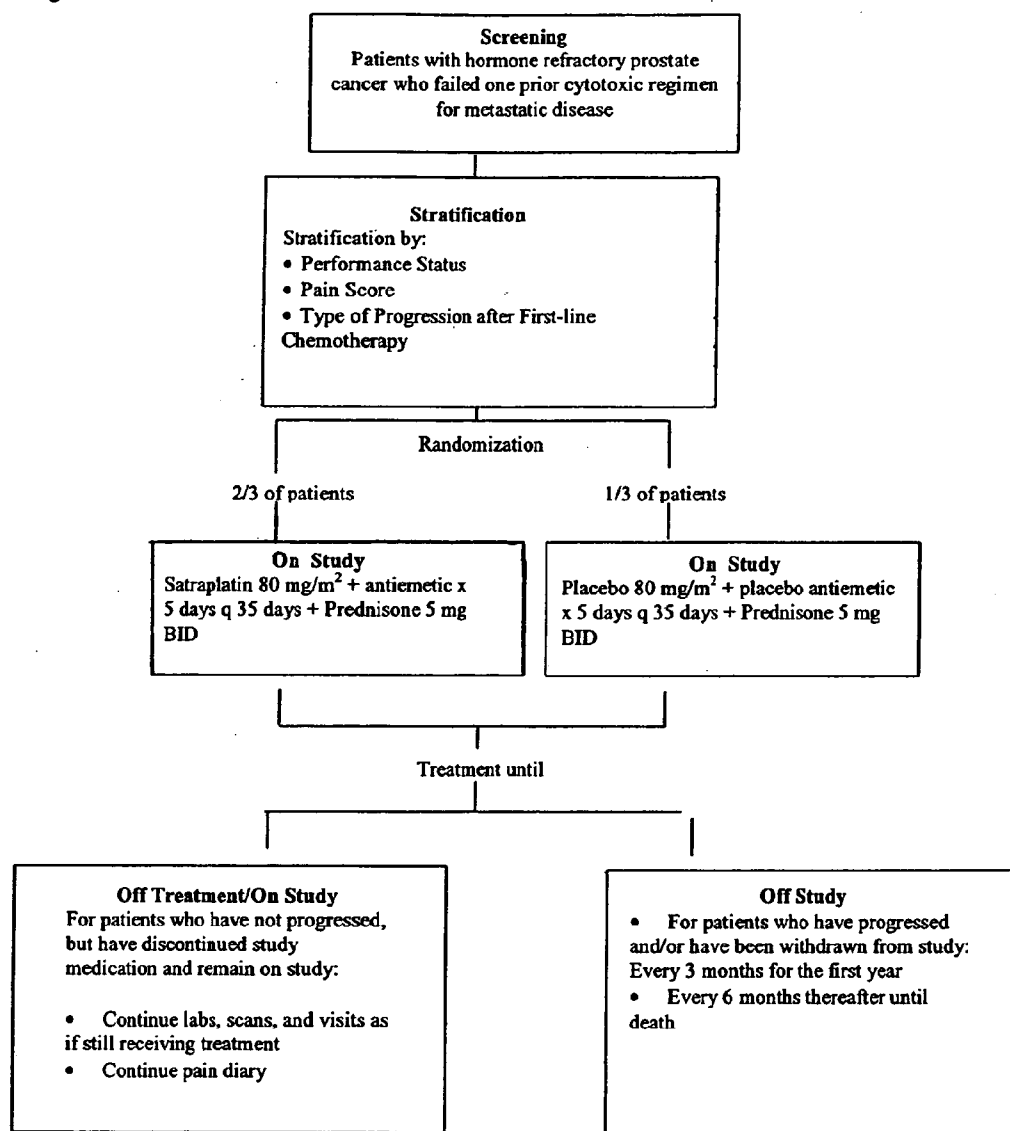 Screening
Patients with hormone refractory prostate
cancer who failed one prior cytotoxic regimen
for metastatic disease
Stratification
Stratification by:
• Performance Status
• Pain Score
• Type of Progression after First-line
Chemotherapy
Randomization
2/3 of patients
1/3 of patients
On Study
Satraplatin 80 mg/m² + antiemetic x
5 days q 35 days + Prednisone 5 mg
BID
On Study
Placebo 80 mg/m² + placebo antiemetic
x 5 days q 35 days + Prednisone 5 mg
BID
Treatment until
Off Treatment/On Study
For patients who have not progressed,
but have discontinued study
medication and remain on study:
• Continue labs, scans, and visits as
if still receiving treatment
• Continue pain diary
Off Study
• For patients who have progressed
and/or have been withdrawn from study:
Every 3 months for the first year
• Every 6 months thereafter until
death